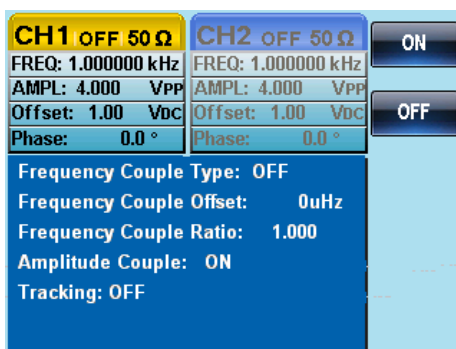 CH1 OFF 50 Ω
FREQ: 1.000000 kHz
AMPL: 4.000 VPP
Offset: 1.00 VDC
Phase: 0.0 °
CH2 OFF 50 Ω
FREQ: 1.000000 kHz
AMPL: 4.000 VPP
Offset: 1.00 VDC
Phase: 0.0 °
ON
OFF
Frequency Couple Type: OFF
Frequency Couple Offset: 0uHz
Frequency Couple Ratio: 1.000
Amplitude Couple: ON
Tracking: OFF